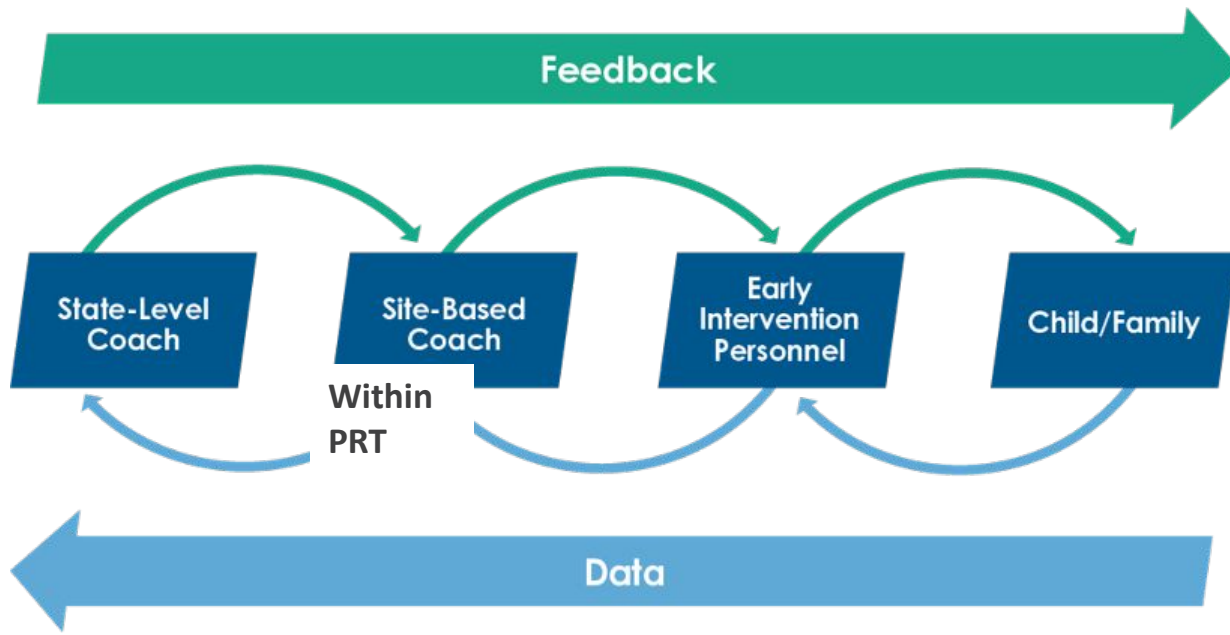 Feedback
State-Level
Coach
Site-Based
Coach
Early
Intervention
Personnel
Child/Family
Within
PRT
Data